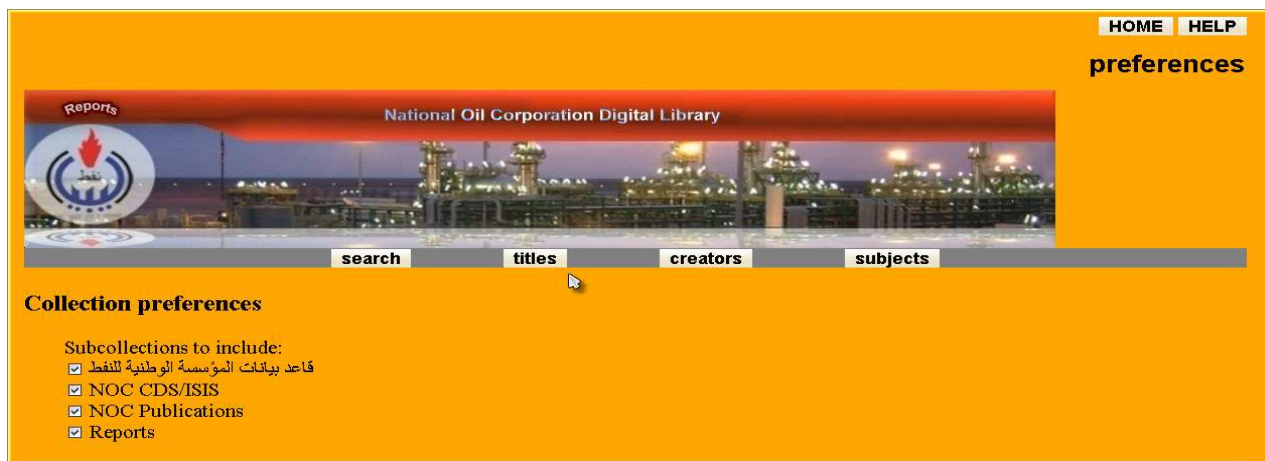 HOME HELP
preferences
Reports
National Oil Corporation Digital Library
نفط
search titles creators subjects
Collection preferences
Subcollections to include:
قاعد بيانات المؤسسة الوطنية للنفط
NOC CDS/ISIS
NOC Publications
Reports